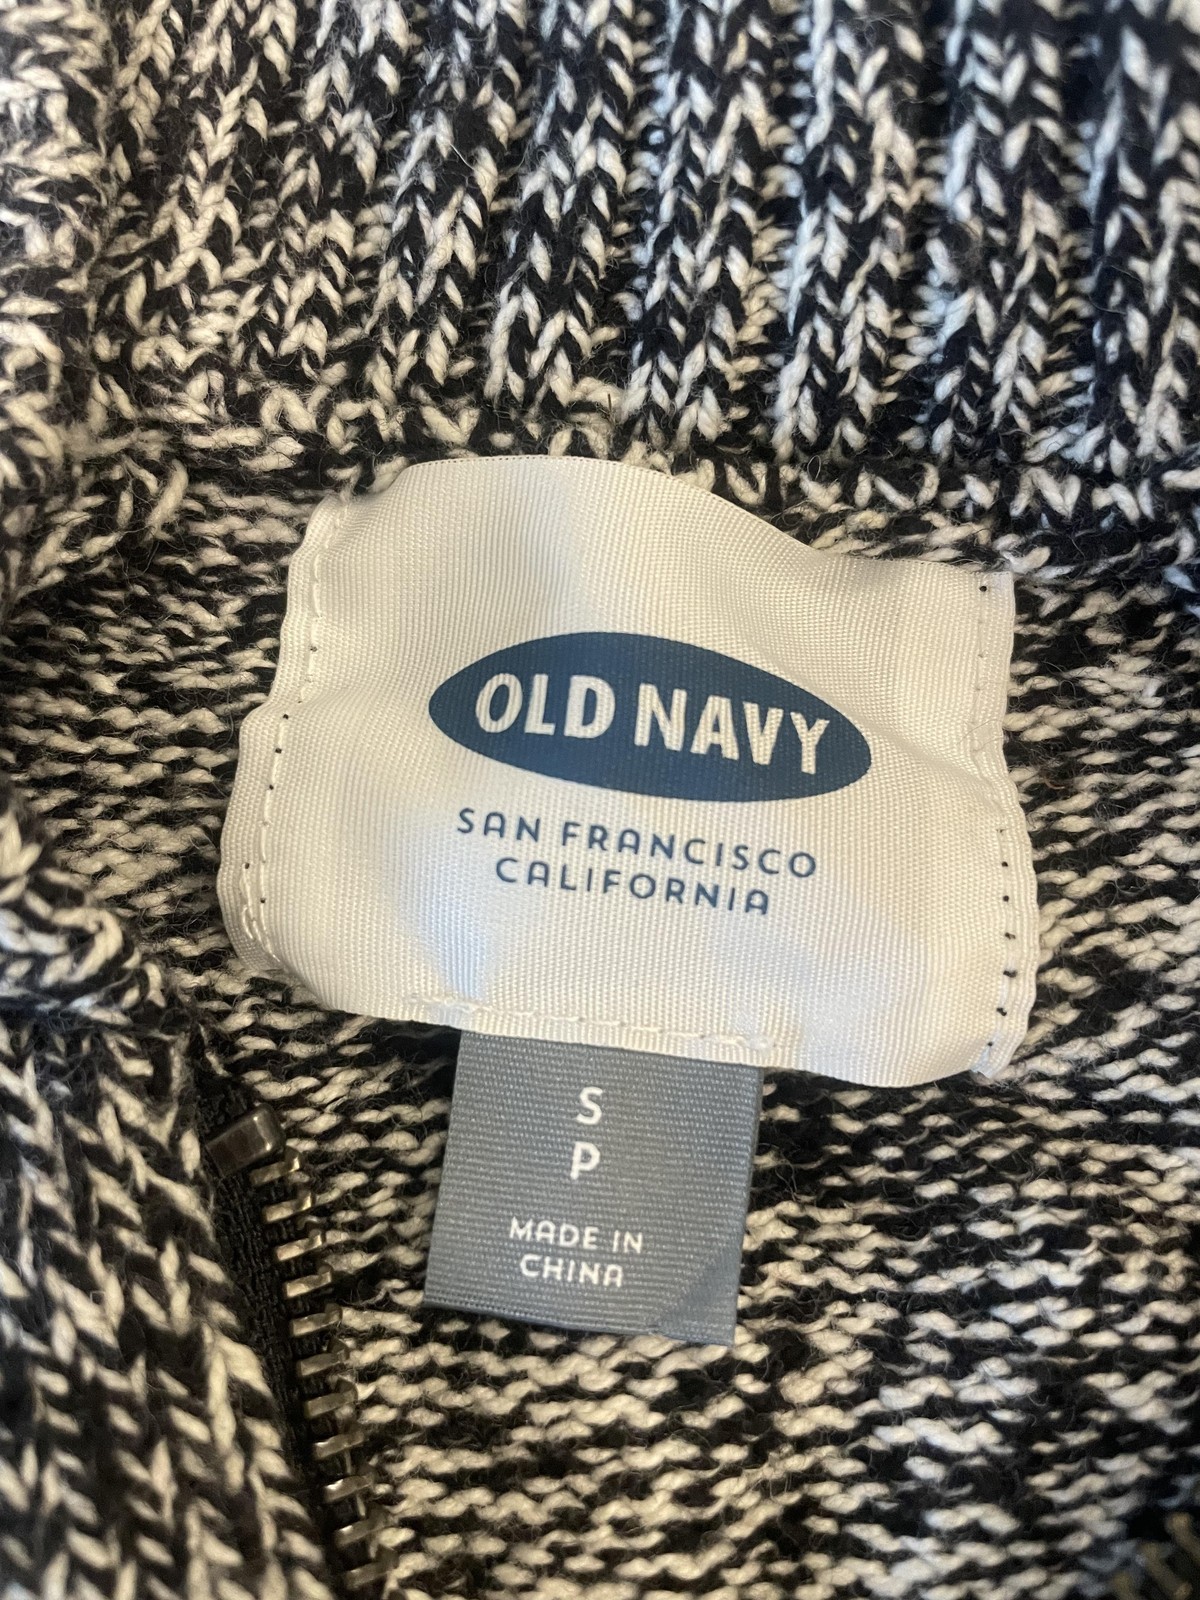 OLD NAVY
SAN FRANCISCO
CALIFORNIA
S
P
MADE IN
CHINA